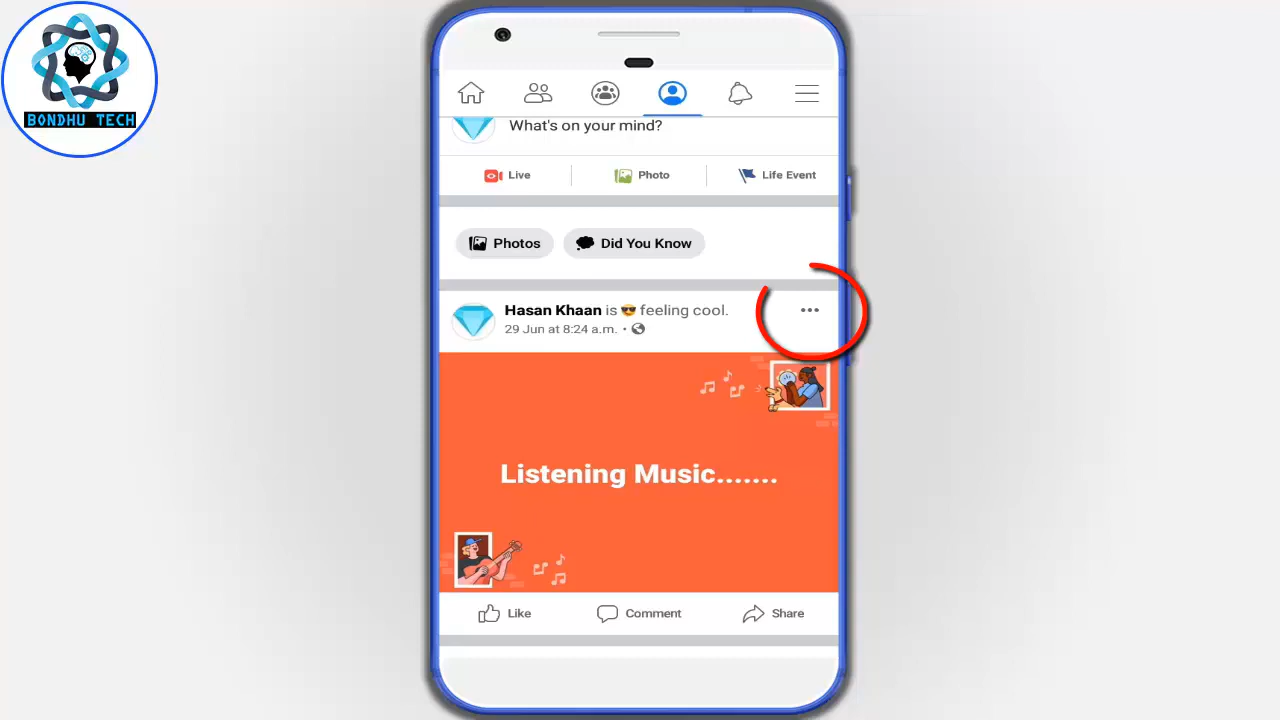 BONDHU TECH
What's on your mind?
Live
Photo
Life Event
Photos
Did You Know
Hasan Khaan is 😎 feeling cool.
29 Jun at 8:24 a.m. •
Listening Music.......
Like
Comment
Share